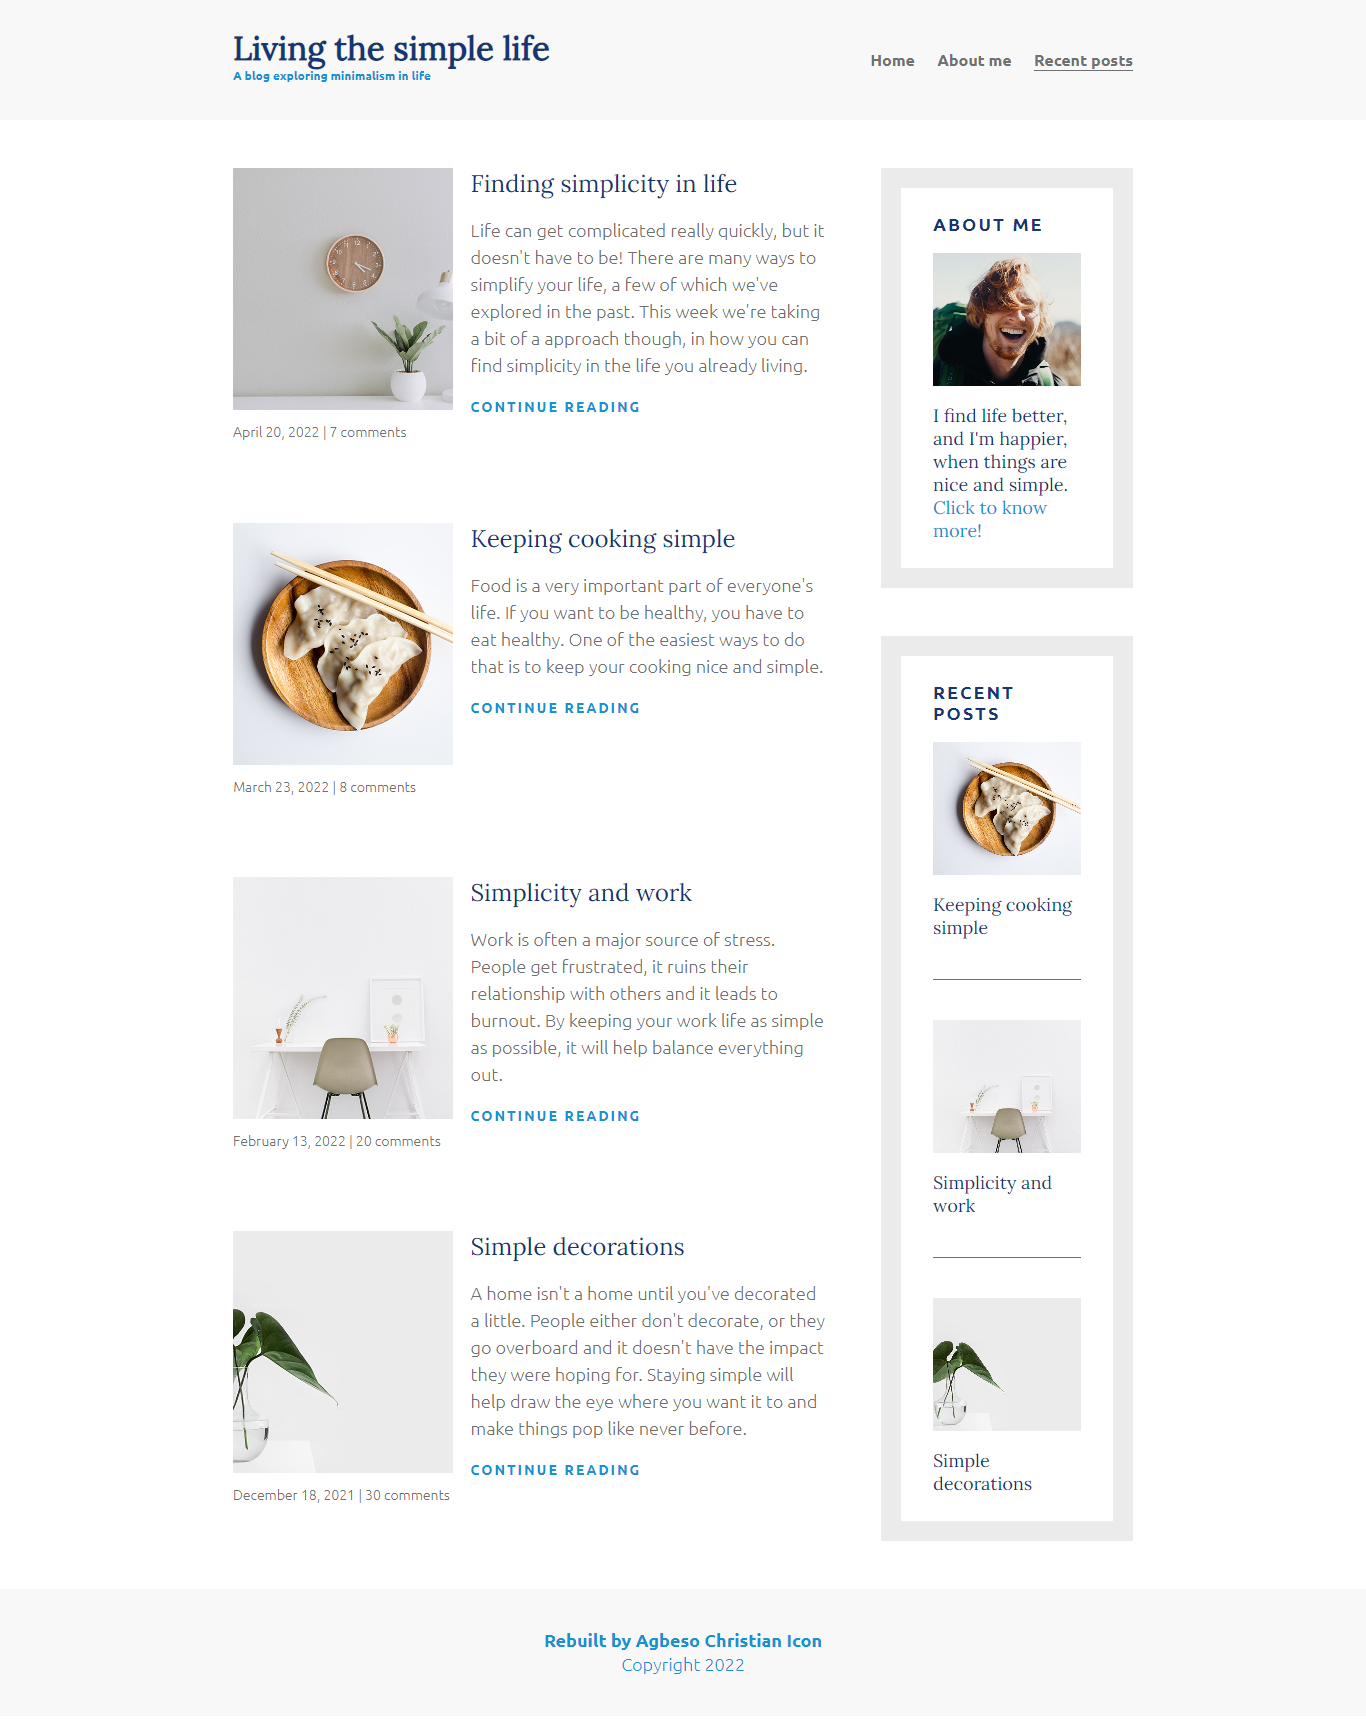 Living the simple life
A blog exploring minimalism in life
Home About me Recent posts
Finding simplicity in life
Life can get complicated really quickly, but it
doesn't have to be! There are many ways to
simplify your life, a few of which we've
explored in the past. This week we're taking
a bit of a approach though, in how you can
find simplicity in the life you already living.
CONTINUE READING
April 20, 2022 | 7 comments
Keeping cooking simple
Food is a very important part of everyone's
life. If you want to be healthy, you have to
eat healthy. One of the easiest ways to do
that is to keep your cooking nice and simple.
CONTINUE READING
March 23, 2022 | 8 comments
Simplicity and work
Work is often a major source of stress.
People get frustrated, it ruins their
relationship with others and it leads to
burnout. By keeping your work life as simple
as possible, it will help balance everything
out.
CONTINUE READING
February 13, 2022 | 20 comments
Simple decorations
A home isn't a home until you've decorated
a little. People either don't decorate, or they
go overboard and it doesn't have the impact
they were hoping for. Staying simple will
help draw the eye where you want it to and
make things pop like never before.
CONTINUE READING
December 18, 2021 | 30 comments
ABOUT ME
I find life better,
and I'm happier,
when things are
nice and simple.
Click to know
more!
RECENT
POSTS
Keeping cooking
simple
Simplicity and
work
Simple
decorations
Rebuilt by Agbeso Christian Icon
Copyright 2022